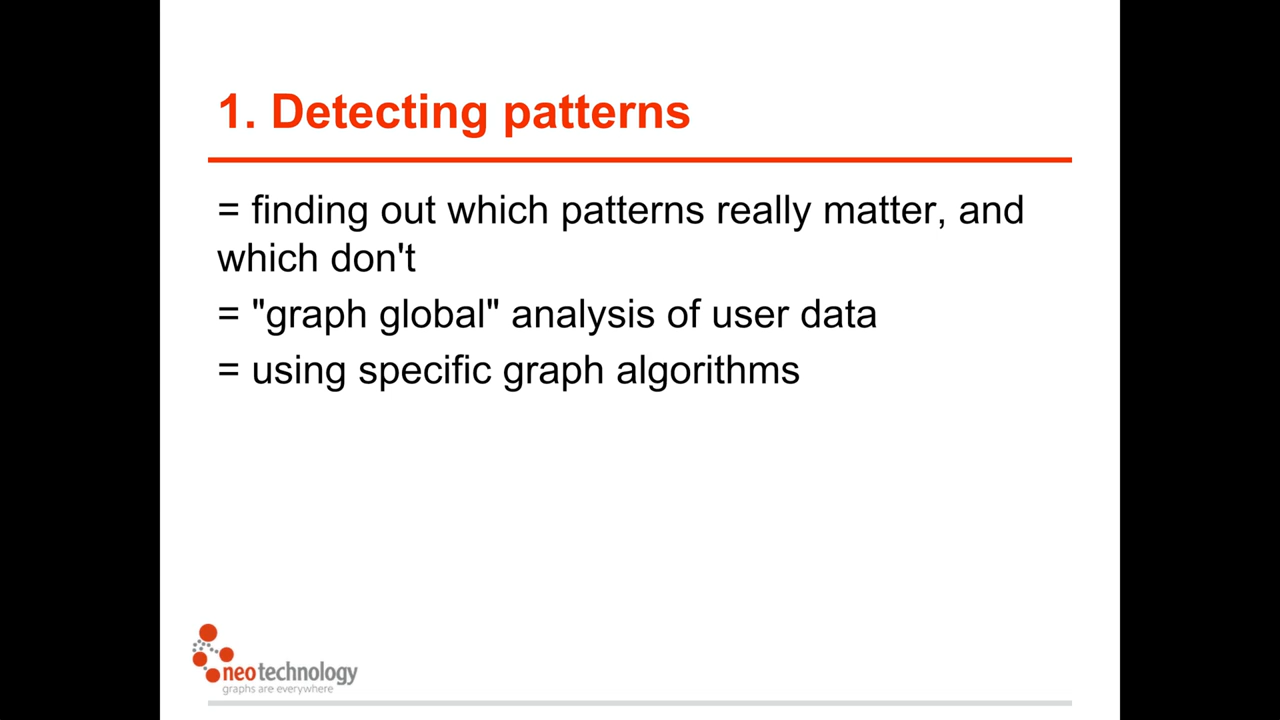 1. Detecting patterns
= finding out which patterns really matter, and
which don't
= "graph global" analysis of user data
= using specific graph algorithms
neotechnology
graphs are everywhere